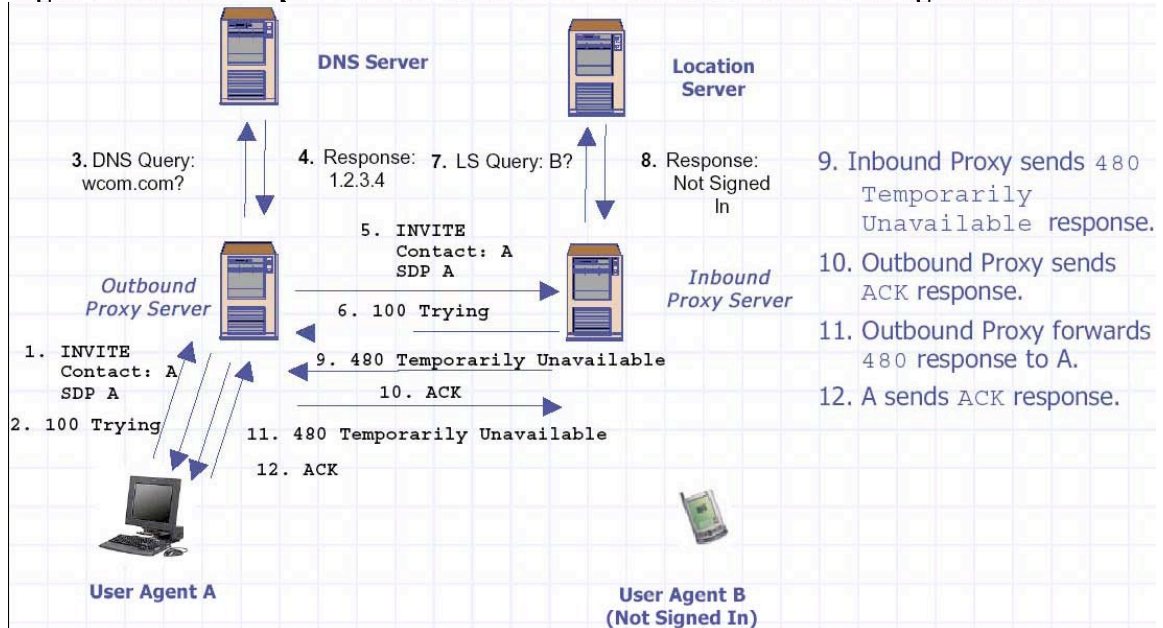 DNS Server
Location
Server
3. DNS Query:
wcom.com?
4. Response:
1.2.3.4
7. LS Query: B?
8. Response:
Not Signed
In
5. INVITE
Contact: A
SDP A
Outbound
Proxy Server
Inbound
Proxy Server
6. 100 Trying
1. INVITE
Contact: A
SDP A
9. 480 Temporarily Unavailable
10. ACK
2. 100 Trying
11. 480 Temporarily Unavailable
12. ACK
User Agent A
User Agent B
(Not Signed In)
9. Inbound Proxy sends 480
Temporarily
Unavailable response.
10. Outbound Proxy sends
ACK response.
11. Outbound Proxy forwards
480 response to A.
12. A sends ACK response.